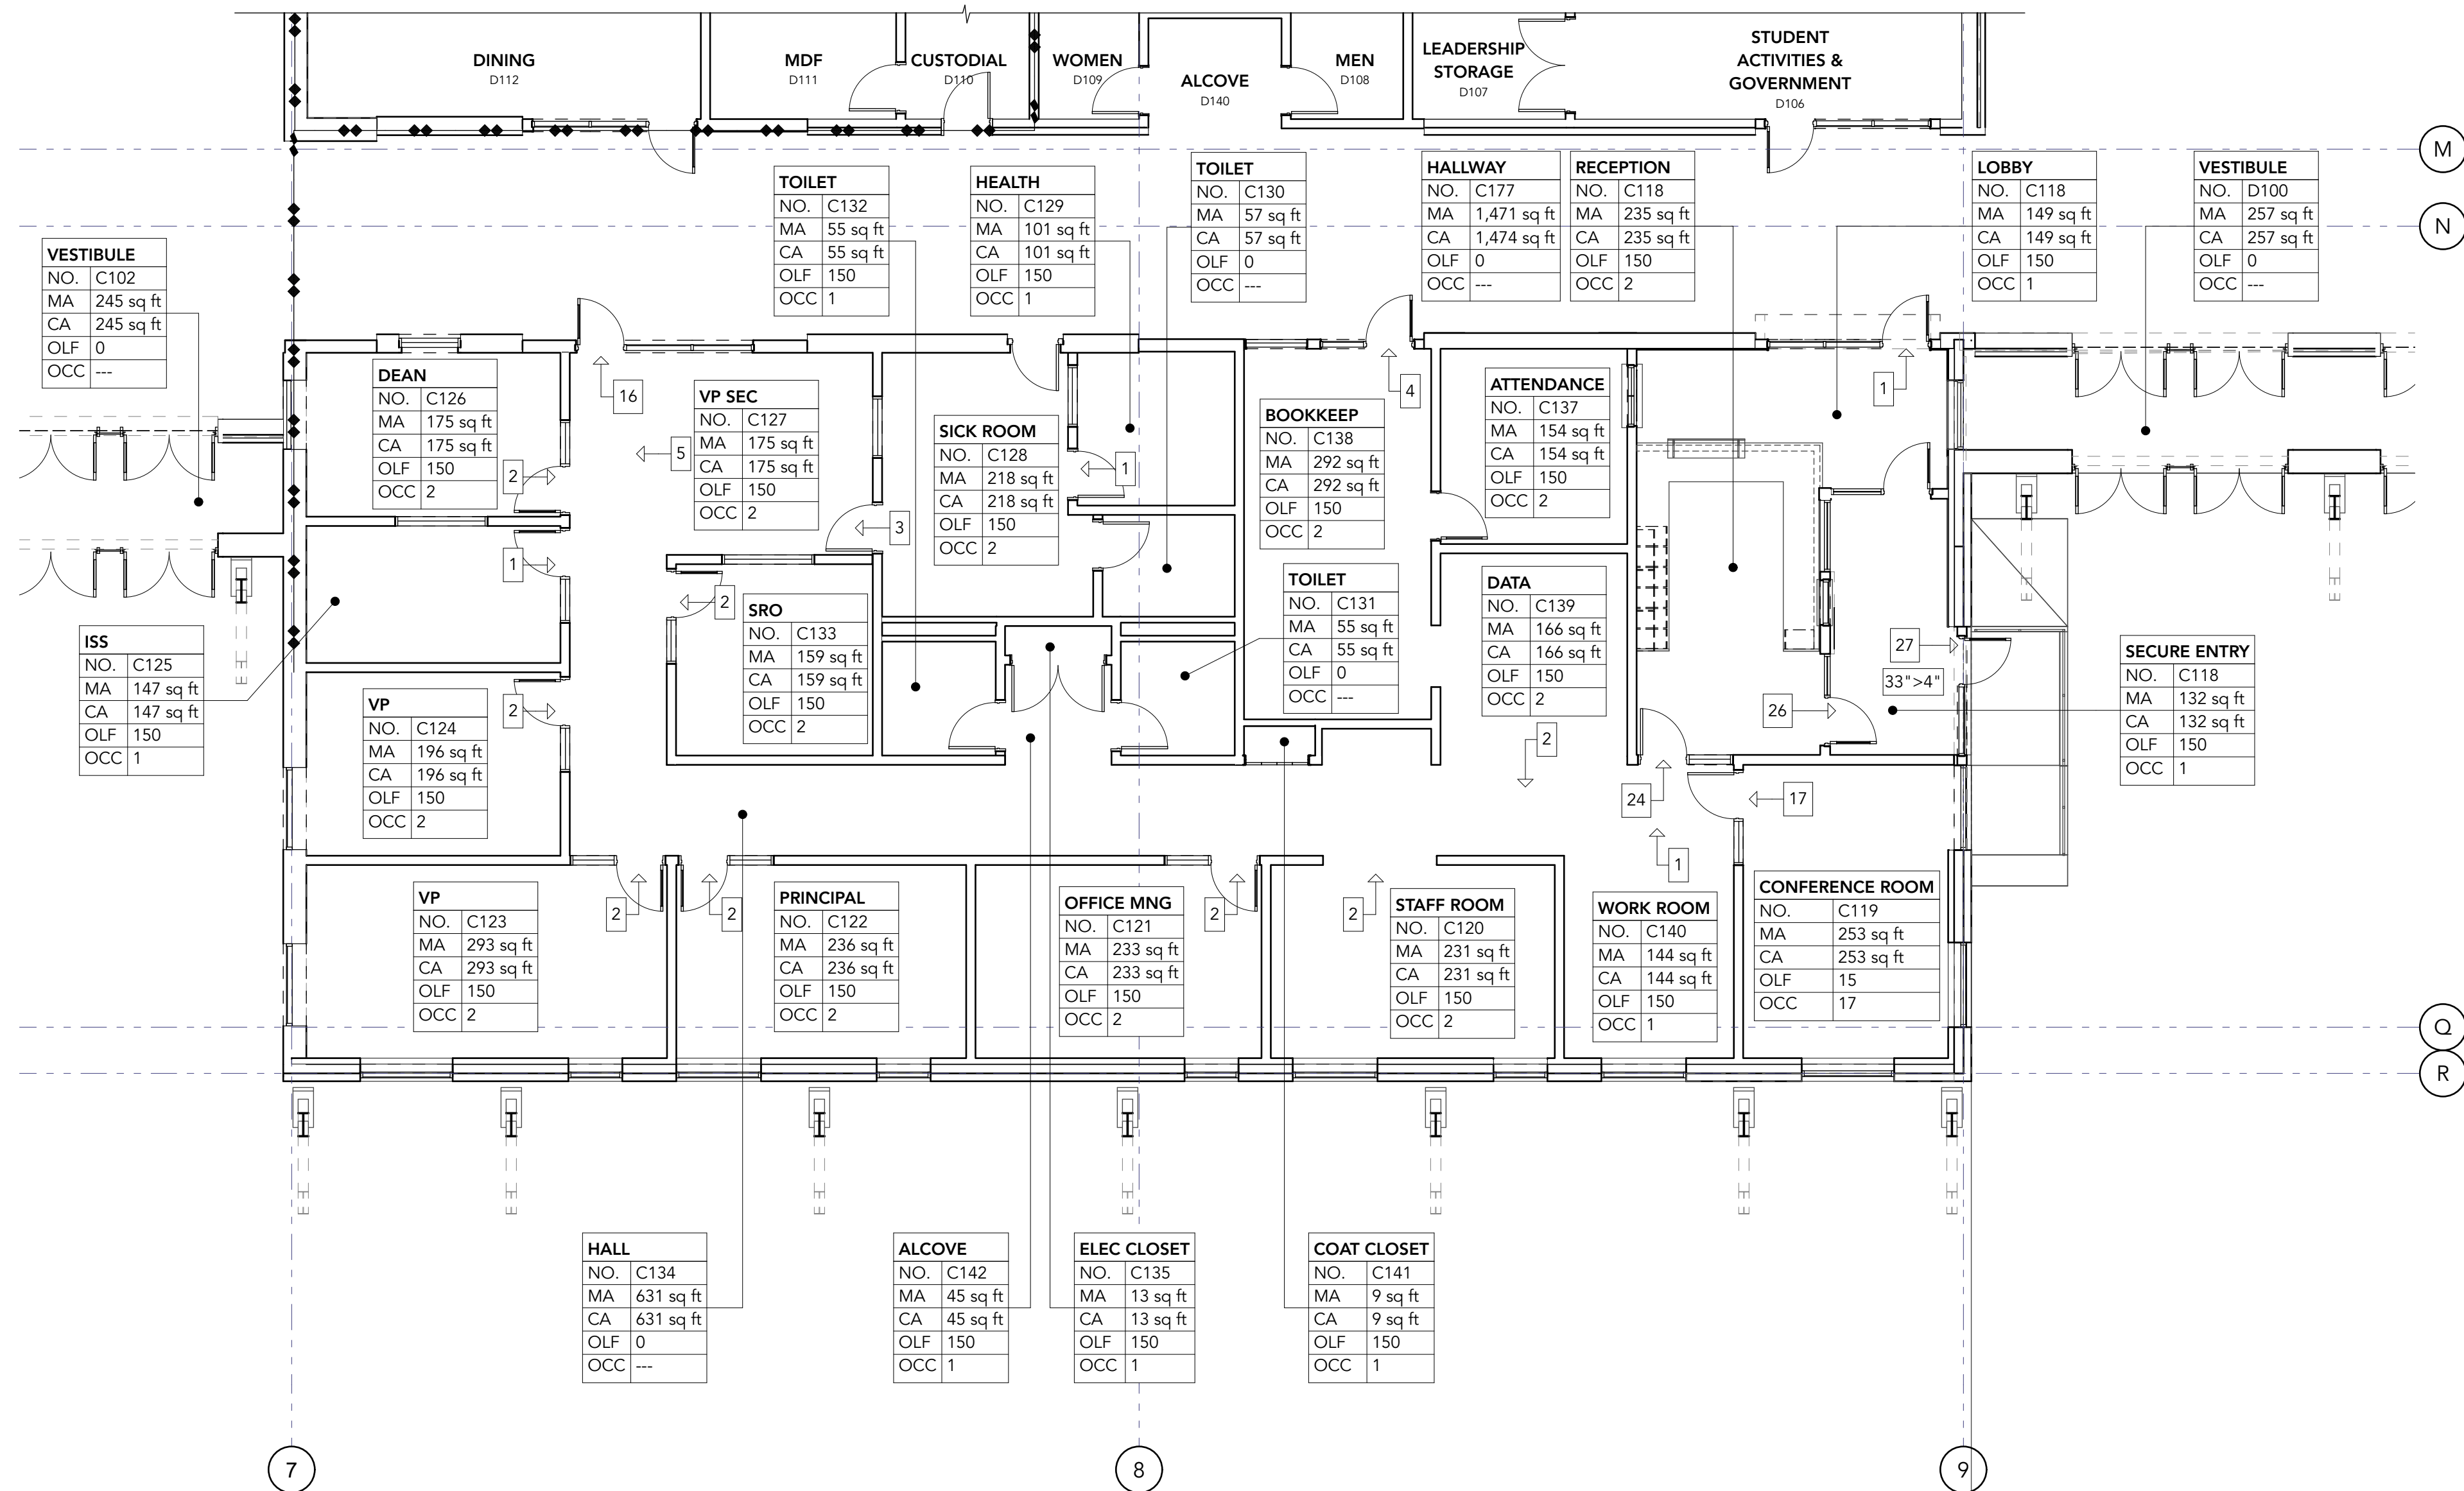 DINING
D112
MDF
D111
CUSTODIAL
D110
WOMEN
D109
ALCOVE
D140
MEN
D108
LEADERSHIP
STORAGE
D107
STUDENT
ACTIVITIES &
GOVERNMENT
D106
M
N
Q
R
VESTIBULE
NO. C102
MA 245 sq ft
CA 245 sq ft
OLF 0
OCC ---
TOILET
NO. C132
MA 55 sq ft
CA 55 sq ft
OLF 150
OCC 1
HEALTH
NO. C129
MA 101 sq ft
CA 101 sq ft
OLF 150
OCC 1
TOILET
NO. C130
MA 57 sq ft
CA 57 sq ft
OLF 0
OCC ---
HALLWAY
NO. C177
MA 1,471 sq ft
CA 1,474 sq ft
OLF 0
OCC ---
RECEPTION
NO. C118
MA 235 sq ft
CA 235 sq ft
OLF 150
OCC 2
LOBBY
NO. C118
MA 149 sq ft
CA 149 sq ft
OLF 150
OCC 1
VESTIBULE
NO. D100
MA 257 sq ft
CA 257 sq ft
OLF 0
OCC ---
DEAN
NO. C126
MA 175 sq ft
CA 175 sq ft
OLF 150
OCC 2
16
VP SEC
NO. C127
MA 175 sq ft
CA 175 sq ft
OLF 150
OCC 2
5
2
3
1
SICK ROOM
NO. C128
MA 218 sq ft
CA 218 sq ft
OLF 150
OCC 2
1
BOOKKEEP
NO. C138
MA 292 sq ft
CA 292 sq ft
OLF 150
OCC 2
4
ATTENDANCE
NO. C137
MA 154 sq ft
CA 154 sq ft
OLF 150
OCC 2
1
ISS
NO. C125
MA 147 sq ft
CA 147 sq ft
OLF 150
OCC 1
VP
NO. C124
MA 196 sq ft
CA 196 sq ft
OLF 150
OCC 2
2
2
SRO
NO. C133
MA 159 sq ft
CA 159 sq ft
OLF 150
OCC 2
TOILET
NO. C131
MA 55 sq ft
CA 55 sq ft
OLF 0
OCC ---
DATA
NO. C139
MA 166 sq ft
CA 166 sq ft
OLF 150
OCC 2
2
27
33">4"
26
24
17
1
SECURE ENTRY
NO. C118
MA 132 sq ft
CA 132 sq ft
OLF 150
OCC 1
VP
NO. C123
MA 293 sq ft
CA 293 sq ft
OLF 150
OCC 2
2
2
PRINCIPAL
NO. C122
MA 236 sq ft
CA 236 sq ft
OLF 150
OCC 2
OFFICE MNG
NO. C121
MA 233 sq ft
CA 233 sq ft
OLF 150
OCC 2
2
2
STAFF ROOM
NO. C120
MA 231 sq ft
CA 231 sq ft
OLF 150
OCC 2
WORK ROOM
NO. C140
MA 144 sq ft
CA 144 sq ft
OLF 150
OCC 1
CONFERENCE ROOM
NO. C119
MA 253 sq ft
CA 253 sq ft
OLF 15
OCC 17
HALL
NO. C134
MA 631 sq ft
CA 631 sq ft
OLF 0
OCC ---
ALCOVE
NO. C142
MA 45 sq ft
CA 45 sq ft
OLF 150
OCC 1
ELEC CLOSET
NO. C135
MA 13 sq ft
CA 13 sq ft
OLF 150
OCC 1
COAT CLOSET
NO. C141
MA 9 sq ft
CA 9 sq ft
OLF 150
OCC 1
7
8
9